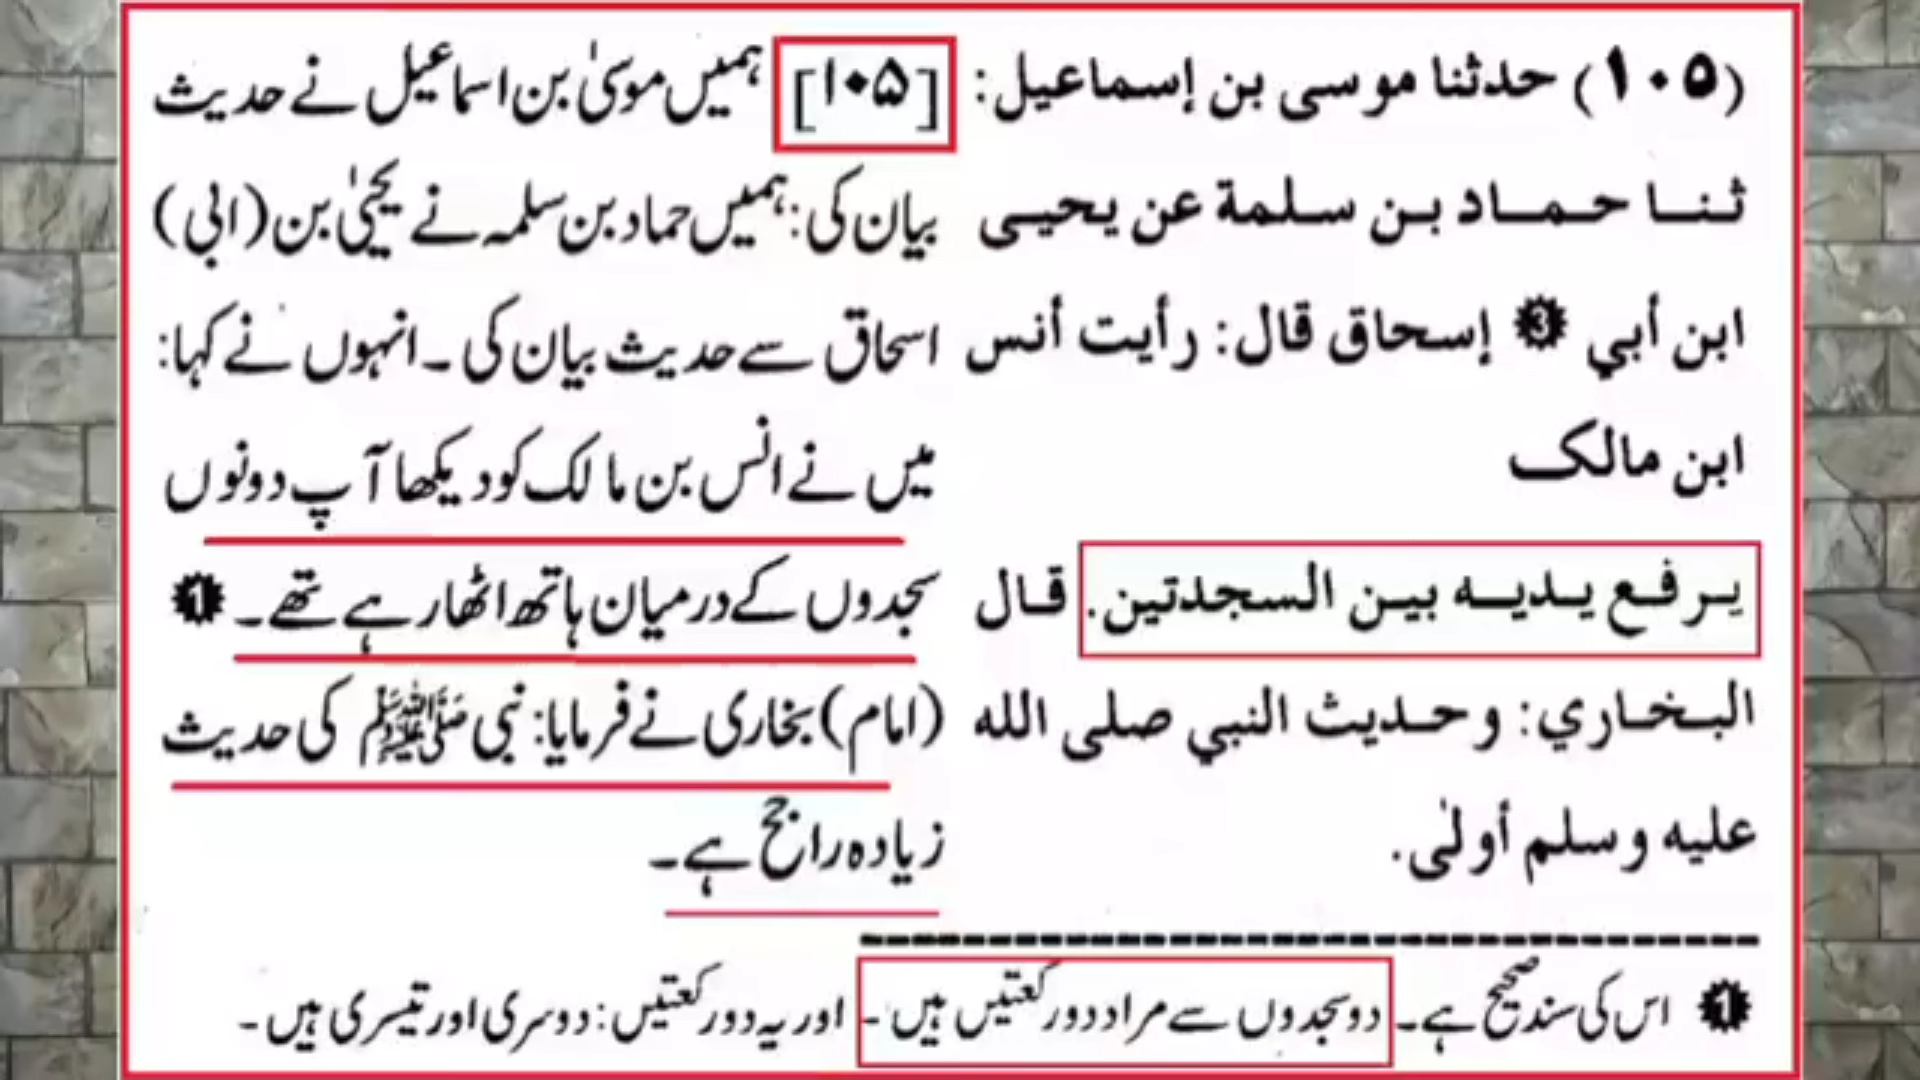 (۱۰۵) حدثنا موسى بن إسماعيل:
ثنا حماد بن سلمة عن يحيى
ابن أبي 3 إسحاق قال: رأيت أنس
ابن مالک
يرفع يديه بين السجدتين. قال
البخاري: وحديث النبي صلى الله
عليه وسلم أولىٰ.
[۱۰۵] ہمیں موسیٰ بن اسماعیل نے حدیث
بیان کی: ہمیں حماد بن سلمہ نے یحییٰ بن (ابی)
اسحاق سے حدیث بیان کی۔ انہوں نے کہا:
میں نے انس بن مالک کو دیکھا آپ دونوں
سجدوں کے درمیان ہاتھ اٹھا رہے تھے۔ 1
(امام) بخاری نے فرمایا: نبی ﷺ کی حدیث
زیادہ راجح ہے۔
1 اس کی سند صحیح ہے۔ دو سجدوں سے مراد دو رکعتیں ہیں۔ اور یہ دو رکعتیں: دوسری اور تیسری ہیں۔